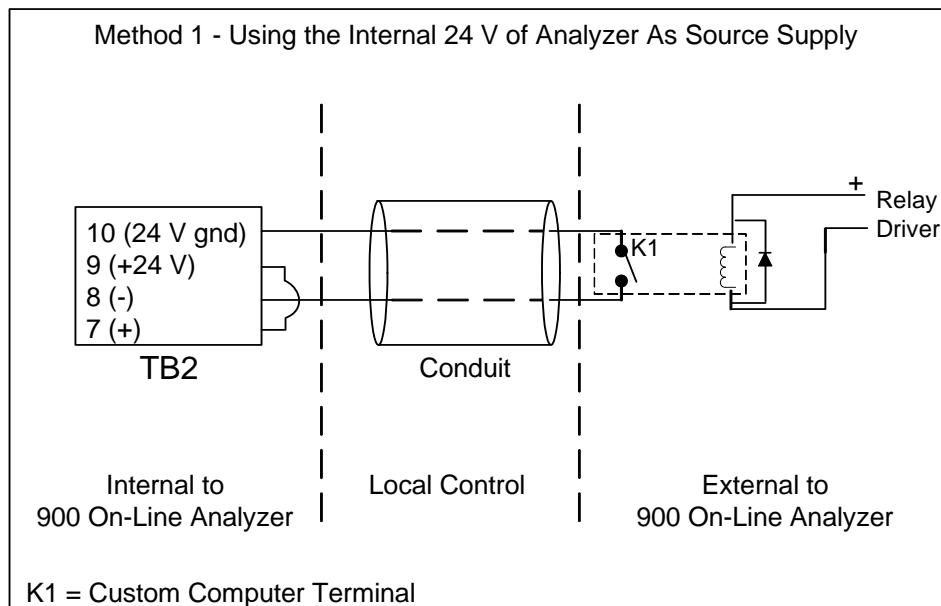 Method 1 - Using the Internal 24 V of Analyzer As Source Supply
10 (24 V gnd)
9 (+24 V)
8 (-)
7 (+)
TB2
Conduit
K1
+
Relay
Driver
Internal to
900 On-Line Analyzer
Local Control
External to
900 On-Line Analyzer
K1 = Custom Computer Terminal